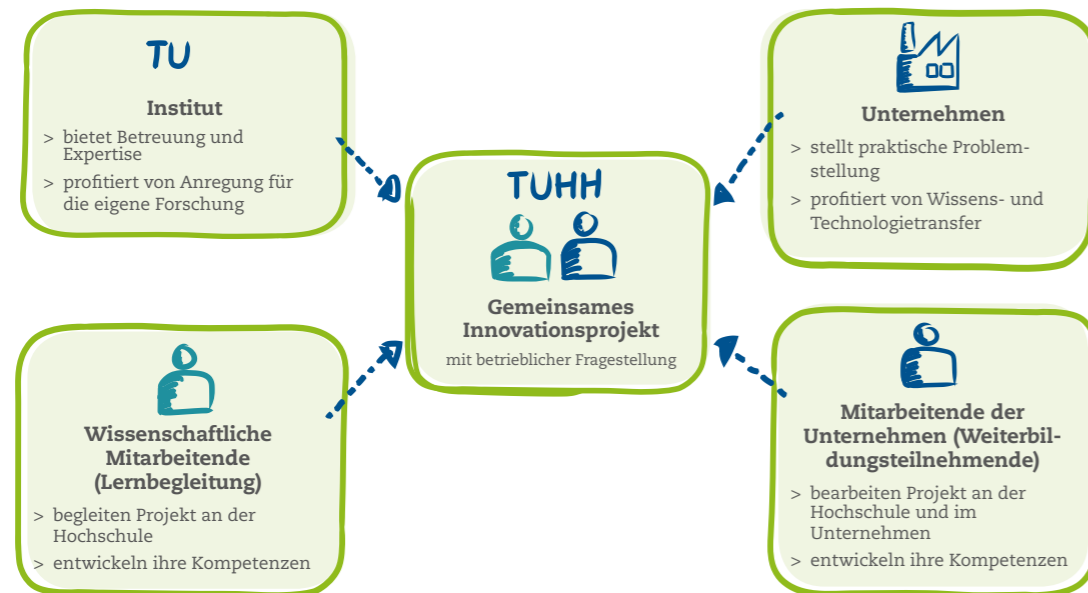 TU
Institut
> bietet Betreuung und
Expertise
> profitiert von Anregung für
die eigene Forschung
Unternehmen
> stellt praktische Problem-
stellung
> profitiert von Wissens- und
Technologietransfer
TUHH
Gemeinsames
Innovationsprojekt
mit betrieblicher Fragestellung
Wissenschaftliche
Mitarbeitende
(Lernbegleitung)
> begleiten Projekt an der
Hochschule
> entwickeln ihre Kompetenzen
Mitarbeitende der
Unternehmen (Weiterbil-
dungsteilnehmende)
> bearbeiten Projekt an der
Hochschule und im
Unternehmen
> entwickeln ihre Kompetenzen